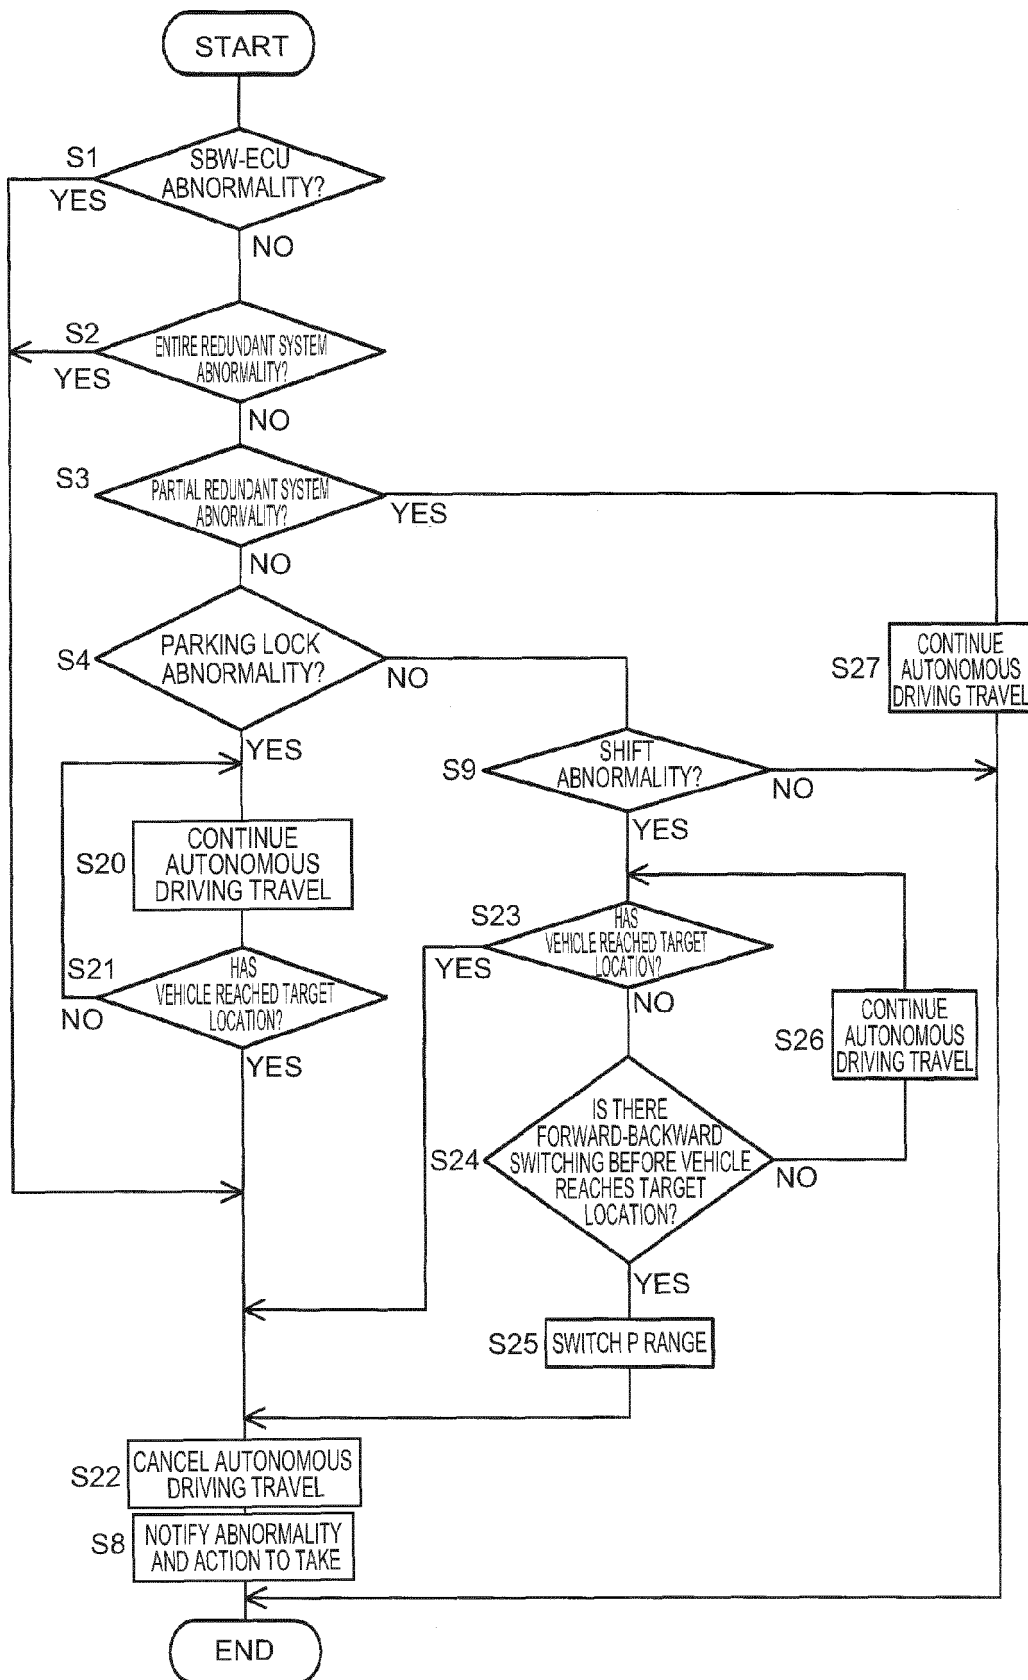 START
S1
SBW-ECU
ABNORMALITY?
YES
NO
S2
ENTIRE REDUNDANT SYSTEM
ABNORMALITY?
YES
NO
S3
PARTIAL REDUNDANT SYSTEM
ABNORMALITY?
YES
NO
S4
PARKING LOCK
ABNORMALITY?
NO
YES
S27
CONTINUE
AUTONOMOUS
DRIVING TRAVEL
S9
SHIFT
ABNORMALITY?
NO
YES
S20
CONTINUE
AUTONOMOUS
DRIVING TRAVEL
S21
HAS
VEHICLE REACHED TARGET
LOCATION?
NO
YES
S23
HAS
VEHICLE REACHED TARGET
LOCATION?
YES
NO
S26
CONTINUE
AUTONOMOUS
DRIVING TRAVEL
S24
IS THERE
FORWARD-BACKWARD
SWITCHING BEFORE VEHICLE
REACHES TARGET
LOCATION?
NO
YES
S25
SWITCH P RANGE
S22
CANCEL AUTONOMOUS
DRIVING TRAVEL
S8
NOTIFY ABNORMALITY
AND ACTION TO TAKE
END